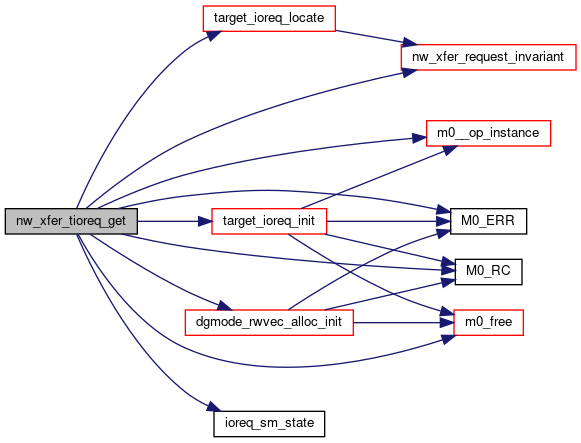 target_ioreq_locate
nw_xfer_request_invariant
m0__op_instance
nw_xfer_tioreq_get
target_ioreq_init
M0_ERR
M0_RC
dgmode_rwvec_alloc_init
m0_free
ioreq_sm_state